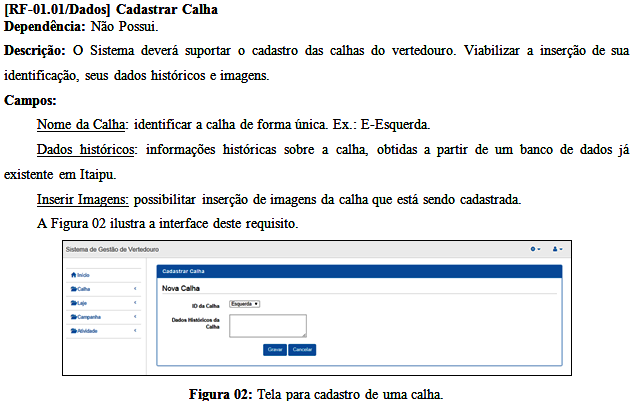 [RF-01.01/Dados] Cadastrar Calha
Dependência: Não Possui.
Descrição: O Sistema deverá suportar o cadastro das calhas do vertedouro. Viabilizar a inserção de sua
identificação, seus dados históricos e imagens.
Campos:
Nome da Calha: identificar a calha de forma única. Ex.: E-Esquerda.
Dados históricos: informações históricas sobre a calha, obtidas a partir de um banco de dados já
existente em Itaipu.
Inserir Imagens: possibilitar inserção de imagens da calha que está sendo cadastrada.
A Figura 02 ilustra a interface deste requisito.
Sistema de Gestão de Vertedouro
Início
Calha
Laje
Campanha
Atividade
Cadastrar Calha
Nova Calha
ID da Calha
Esquerda
Dados Históricos da
Calha
Gravar
Cancelar
Figura 02: Tela para cadastro de uma calha.